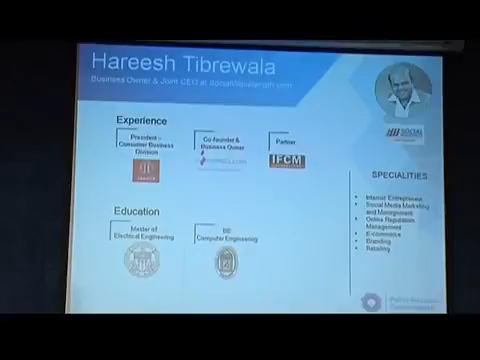 Hareesh Tibrewala
Business Owner & Joint CEO at
Experience
President –
Consumer Business
Division
Co-founder &
Business Owner
Partner
IFCM
SOCIAL
SPECIALITIES
Internet Entrepreneur
Social Media Marketing
and Management
Online Reputation
Management
E-commerce
Branding
Retailing
Education
Master of
Electrical Engineering
BE
Computer Engineering